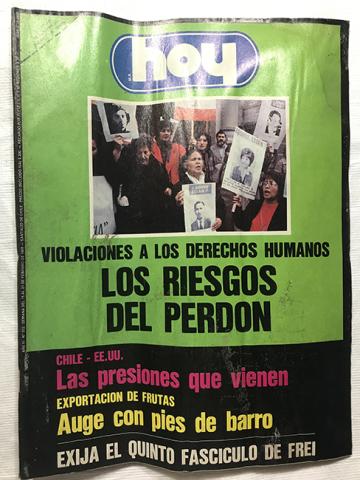 hoy
VIOLACIONES A LOS DERECHOS HUMANOS
LOS RIESGOS
DEL PERDON
CHILE - EE.UU.
Las presiones que vienen
EXPORTACION DE FRUTAS
Auge con pies de barro
EXIJA EL QUINTO FASCICULO DE FREI